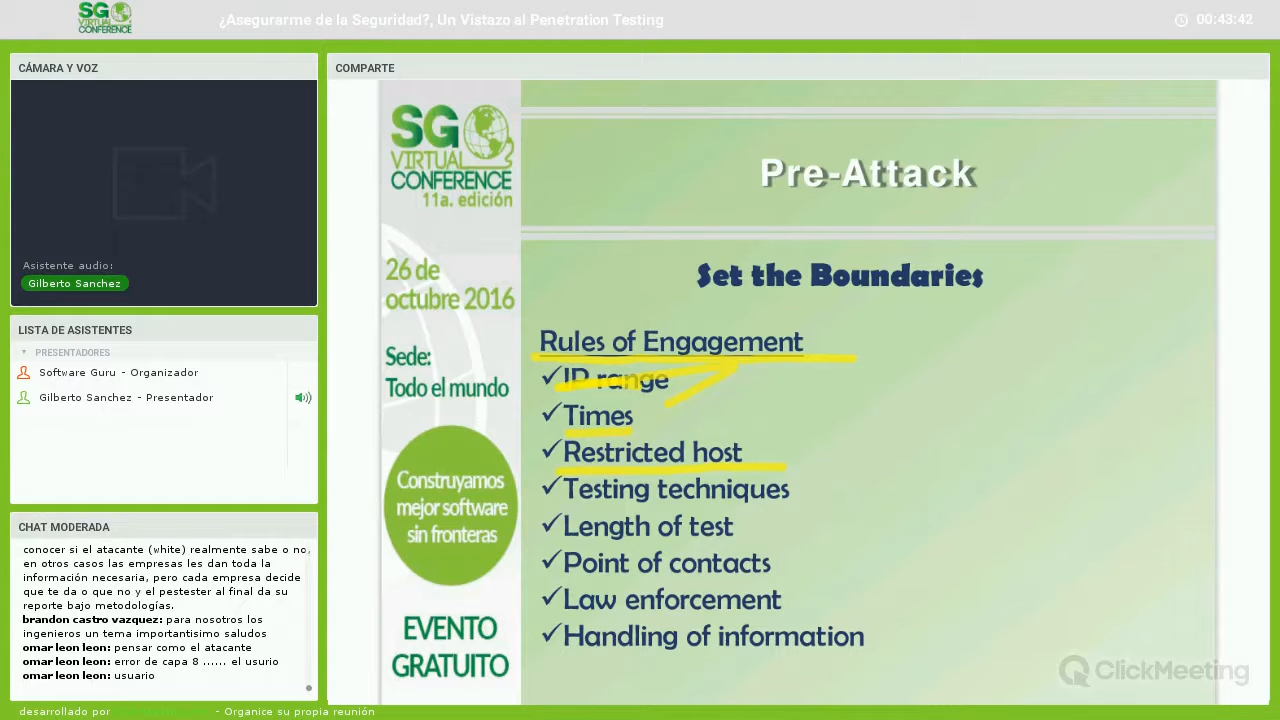 SG
VIRTUAL
CONFERENCE
¿Asegurarme de la Seguridad?, Un Vistazo al Penetration Testing
00:43:42
CÁMARA Y VOZ
Asistente audio:
Gilberto Sanchez
LISTA DE ASISTENTES
PRESENTADORES
Software Guru - Organizador
Gilberto Sanchez - Presentador
CHAT MODERADA
conocer si el atacante (white) realmente sabe o no,
en otros casos las empresas les dan toda la
información necesaria, pero cada empresa decide
que te da o que no y el pestester al final da su
reporte bajo metodologías.
brandon castro vazquez: para nosotros los
ingenieros un tema importantisimo saludos
omar leon leon: pensar como el atacante
omar leon leon: error de capa 8 ...... el usurio
omar leon leon: usuario
desarrollado por
- Organice su propia reunión
COMPARTE
SG
VIRTUAL
CONFERENCE
11a. edición
26 de
octubre 2016
Sede:
Todo el mundo
Construyamos
mejor software
sin fronteras
EVENTO
GRATUITO
Pre-Attack
Set the Boundaries
Rules of Engagement
✓IP range
✓Times
✓Restricted host
✓Testing techniques
✓Length of test
✓Point of contacts
✓Law enforcement
✓Handling of information
ClickMeeting